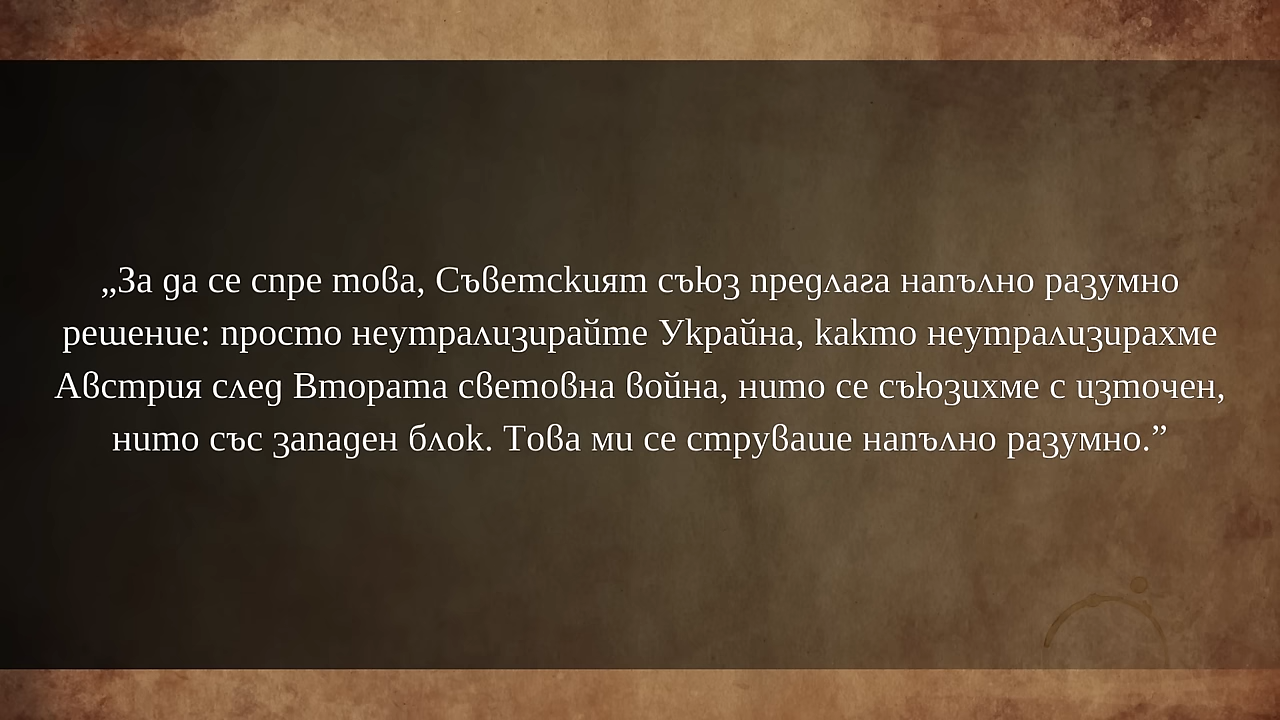 „За да се спре това, Съветският съюз предлага напълно разумно
решение: просто неутрализирайте Украйна, както неутрализирахме
Австрия след Втората световна война, нито се съюзихме с източен,
нито със западен блок. Това ми се струваше напълно разумно.”